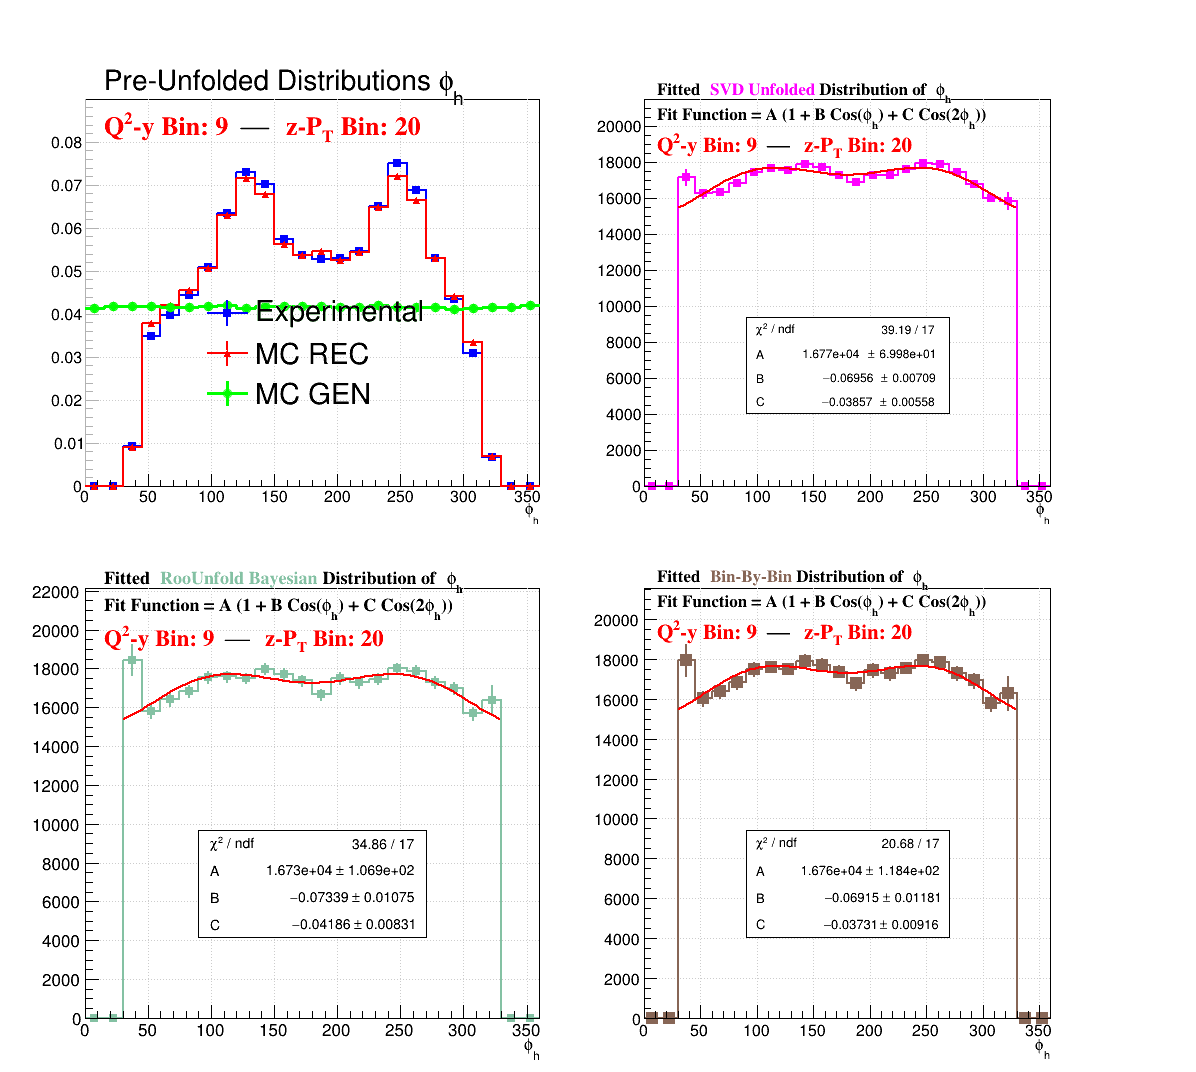 Pre-Unfolded Distributions ϕh
Q2-y Bin: 9 — z-PT Bin: 20
0.08
0.07
0.06
0.05
0.04
0.03
0.02
0.01
0
Experimental
MC REC
MC GEN
0 50 100 150 200 250 300 350
ϕh
Fitted SVD Unfolded Distribution of ϕh
Fit Function = A (1 + B Cos(ϕh) + C Cos(2ϕh))
Q2-y Bin: 9 — z-PT Bin: 20
20000
18000
16000
14000
12000
10000
8000
6000
4000
2000
0
χ2 / ndf 39.19 / 17
A 1.677e+04 ± 6.998e+01
B −0.06956 ± 0.00709
C −0.03857 ± 0.00558
0 50 100 150 200 250 300 350
ϕh
Fitted RooUnfold Bayesian Distribution of ϕh
Fit Function = A (1 + B Cos(ϕh) + C Cos(2ϕh))
Q2-y Bin: 9 — z-PT Bin: 20
22000
20000
18000
16000
14000
12000
10000
8000
6000
4000
2000
0
χ2 / ndf 34.86 / 17
A 1.673e+04 ± 1.069e+02
B −0.07339 ± 0.01075
C −0.04186 ± 0.00831
0 50 100 150 200 250 300 350
ϕh
Fitted Bin-By-Bin Distribution of ϕh
Fit Function = A (1 + B Cos(ϕh) + C Cos(2ϕh))
Q2-y Bin: 9 — z-PT Bin: 20
20000
18000
16000
14000
12000
10000
8000
6000
4000
2000
0
χ2 / ndf 20.68 / 17
A 1.676e+04 ± 1.184e+02
B −0.06915 ± 0.01181
C −0.03731 ± 0.00916
0 50 100 150 200 250 300 350
ϕh